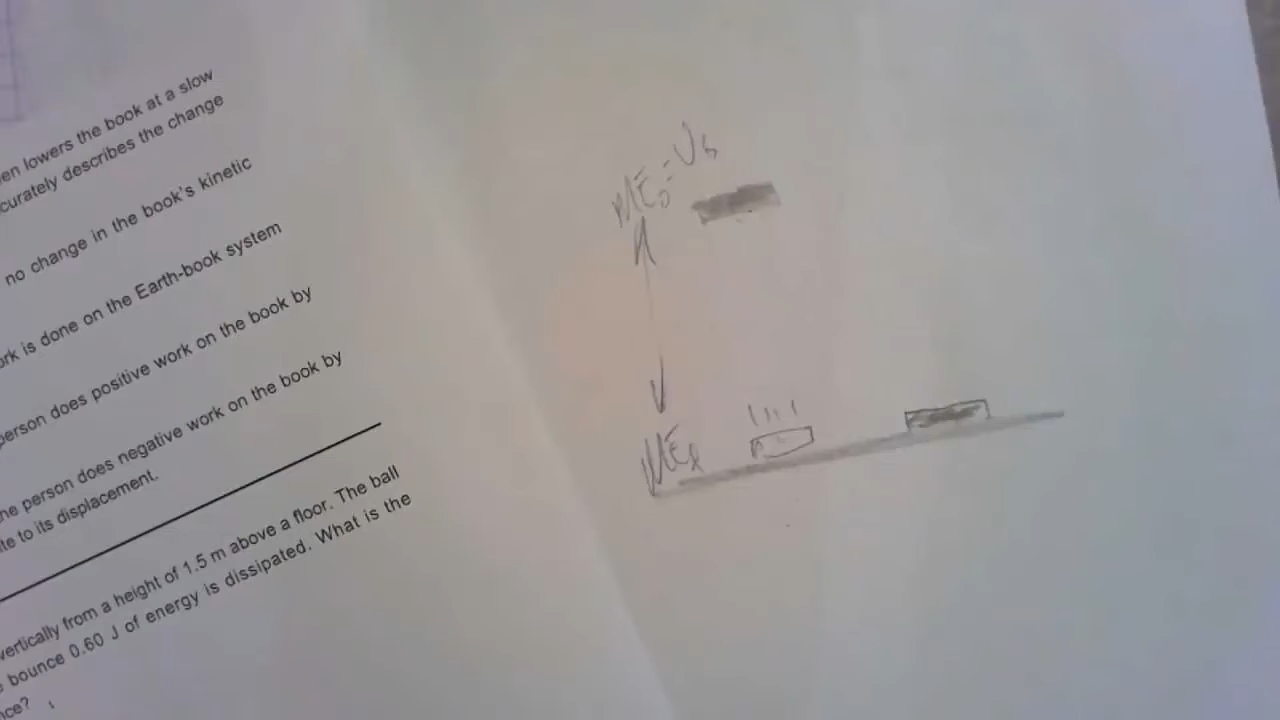 en lowers the book at a slow
curately describes the change
no change in the book's kinetic
rk is done on the Earth-book system
person does positive work on the book by
he person does negative work on the book by
te to its displacement.
vertically from a height of 1.5 m above a floor. The ball
bounce 0.60 J of energy is dissipated. What is the
nce?
ME₀ = U
ME